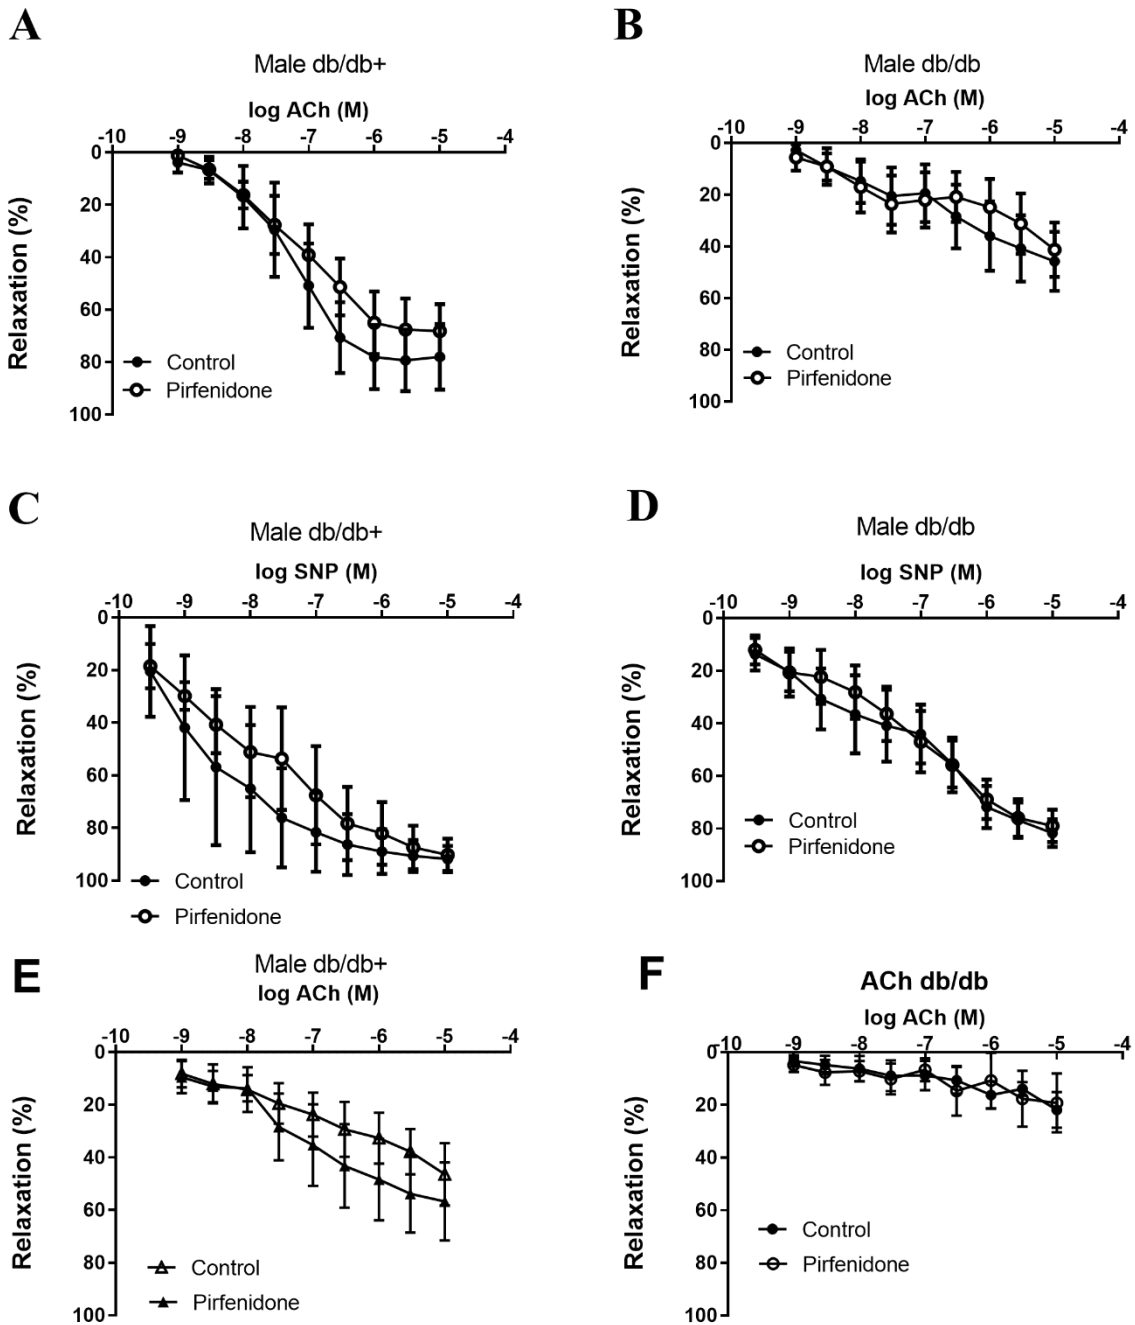 A
Male db/db+
log ACh (M)
-10 -9 -8 -7 -6 -5 -4
0
20
40
60
80
100
Relaxation (%)
Control
Pirfenidone
B
Male db/db
log ACh (M)
-10 -9 -8 -7 -6 -5 -4
0
20
40
60
80
100
Relaxation (%)
Control
Pirfenidone
C
Male db/db+
log SNP (M)
-10 -9 -8 -7 -6 -5 -4
0
20
40
60
80
100
Relaxation (%)
Control
Pirfenidone
D
Male db/db
log SNP (M)
-10 -9 -8 -7 -6 -5 -4
0
20
40
60
80
100
Relaxation (%)
Control
Pirfenidone
E
Male db/db+
log ACh (M)
-10 -9 -8 -7 -6 -5 -4
0
20
40
60
80
100
Relaxation (%)
Control
Pirfenidone
F
ACh db/db
log ACh (M)
-10 -9 -8 -7 -6 -5 -4
0
20
40
60
80
100
Relaxation (%)
Control
Pirfenidone